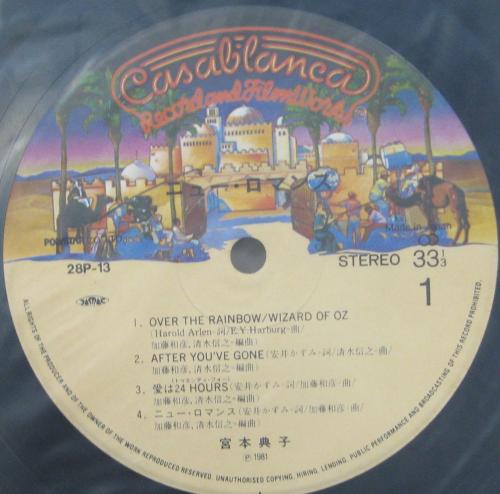 Casablanca
Record and FilmWorks
ニュー・ロマンス
Made in Japan
28P-13
STEREO 33 1/3
1
JASRAC
1. OVER THE RAINBOW/WIZARD OF OZ
(Harold Arlen-詞/E.Y.Harburg-曲/
加藤和彦,清水信之-編曲)
2. AFTER YOU'VE GONE(安井かずみ-詞/清水信之-曲/
加藤和彦,清水信之-編曲)
3. 愛は24 HOURS(安井かずみ-詞/加藤和彦-曲/
(トゥエンティ・フォー)
加藤和彦,清水信之-編曲)
4. ニュー・ロマンス(安井かずみ-詞/加藤和彦-曲/
加藤和彦,清水信之-編曲)
宮本典子
Ⓟ 1981
ALL RIGHTS OF THE PRODUCER AND OF THE OWNER OF THE WORK REPRODUCED RESERVED. UNAUTHORISED COPYING, HIRING, LENDING, PUBLIC PERFORMANCE AND BROADCASTING OF THIS RECORD PROHIBITED.